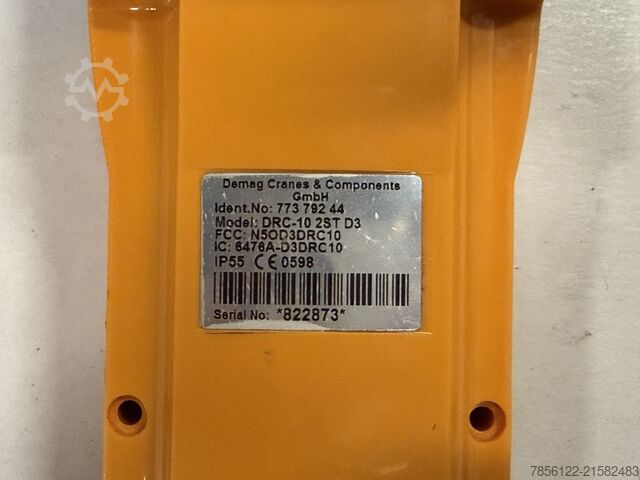 Demag Cranes & Components
GmbH
Ident.No: 773 792 44
Model: DRC-10 2ST D3
FCC: N5OD3DRC10
IC: 6476A-D3DRC10
IP55 CE 0598
Serial No: *822873*
7856122-21582483